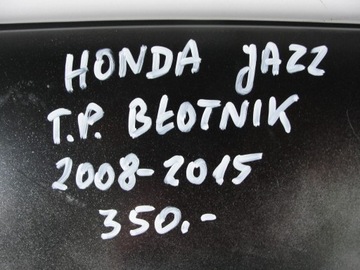 HONDA JAZZ
T.P. BŁOTNIK
2008-2015
350.-